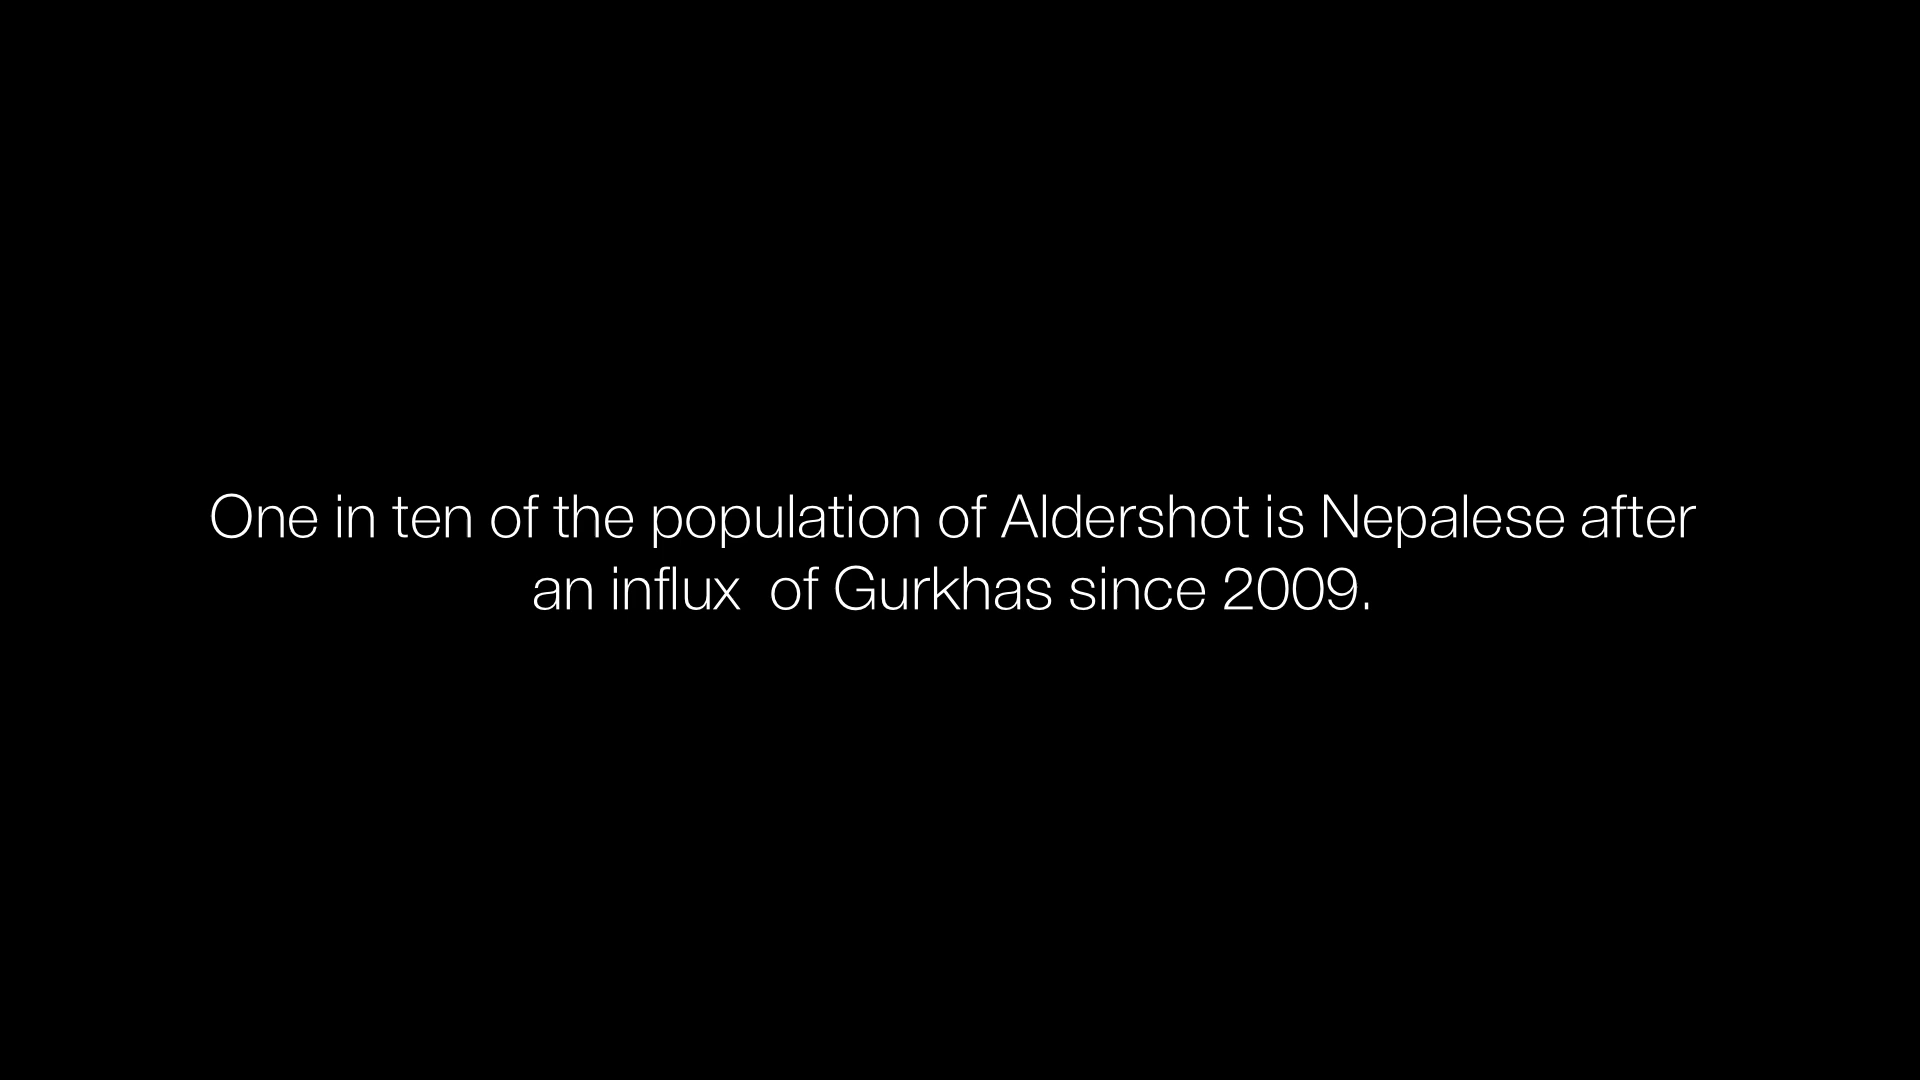 One in ten of the population of Aldershot is Nepalese after
an influx  of Gurkhas since 2009.